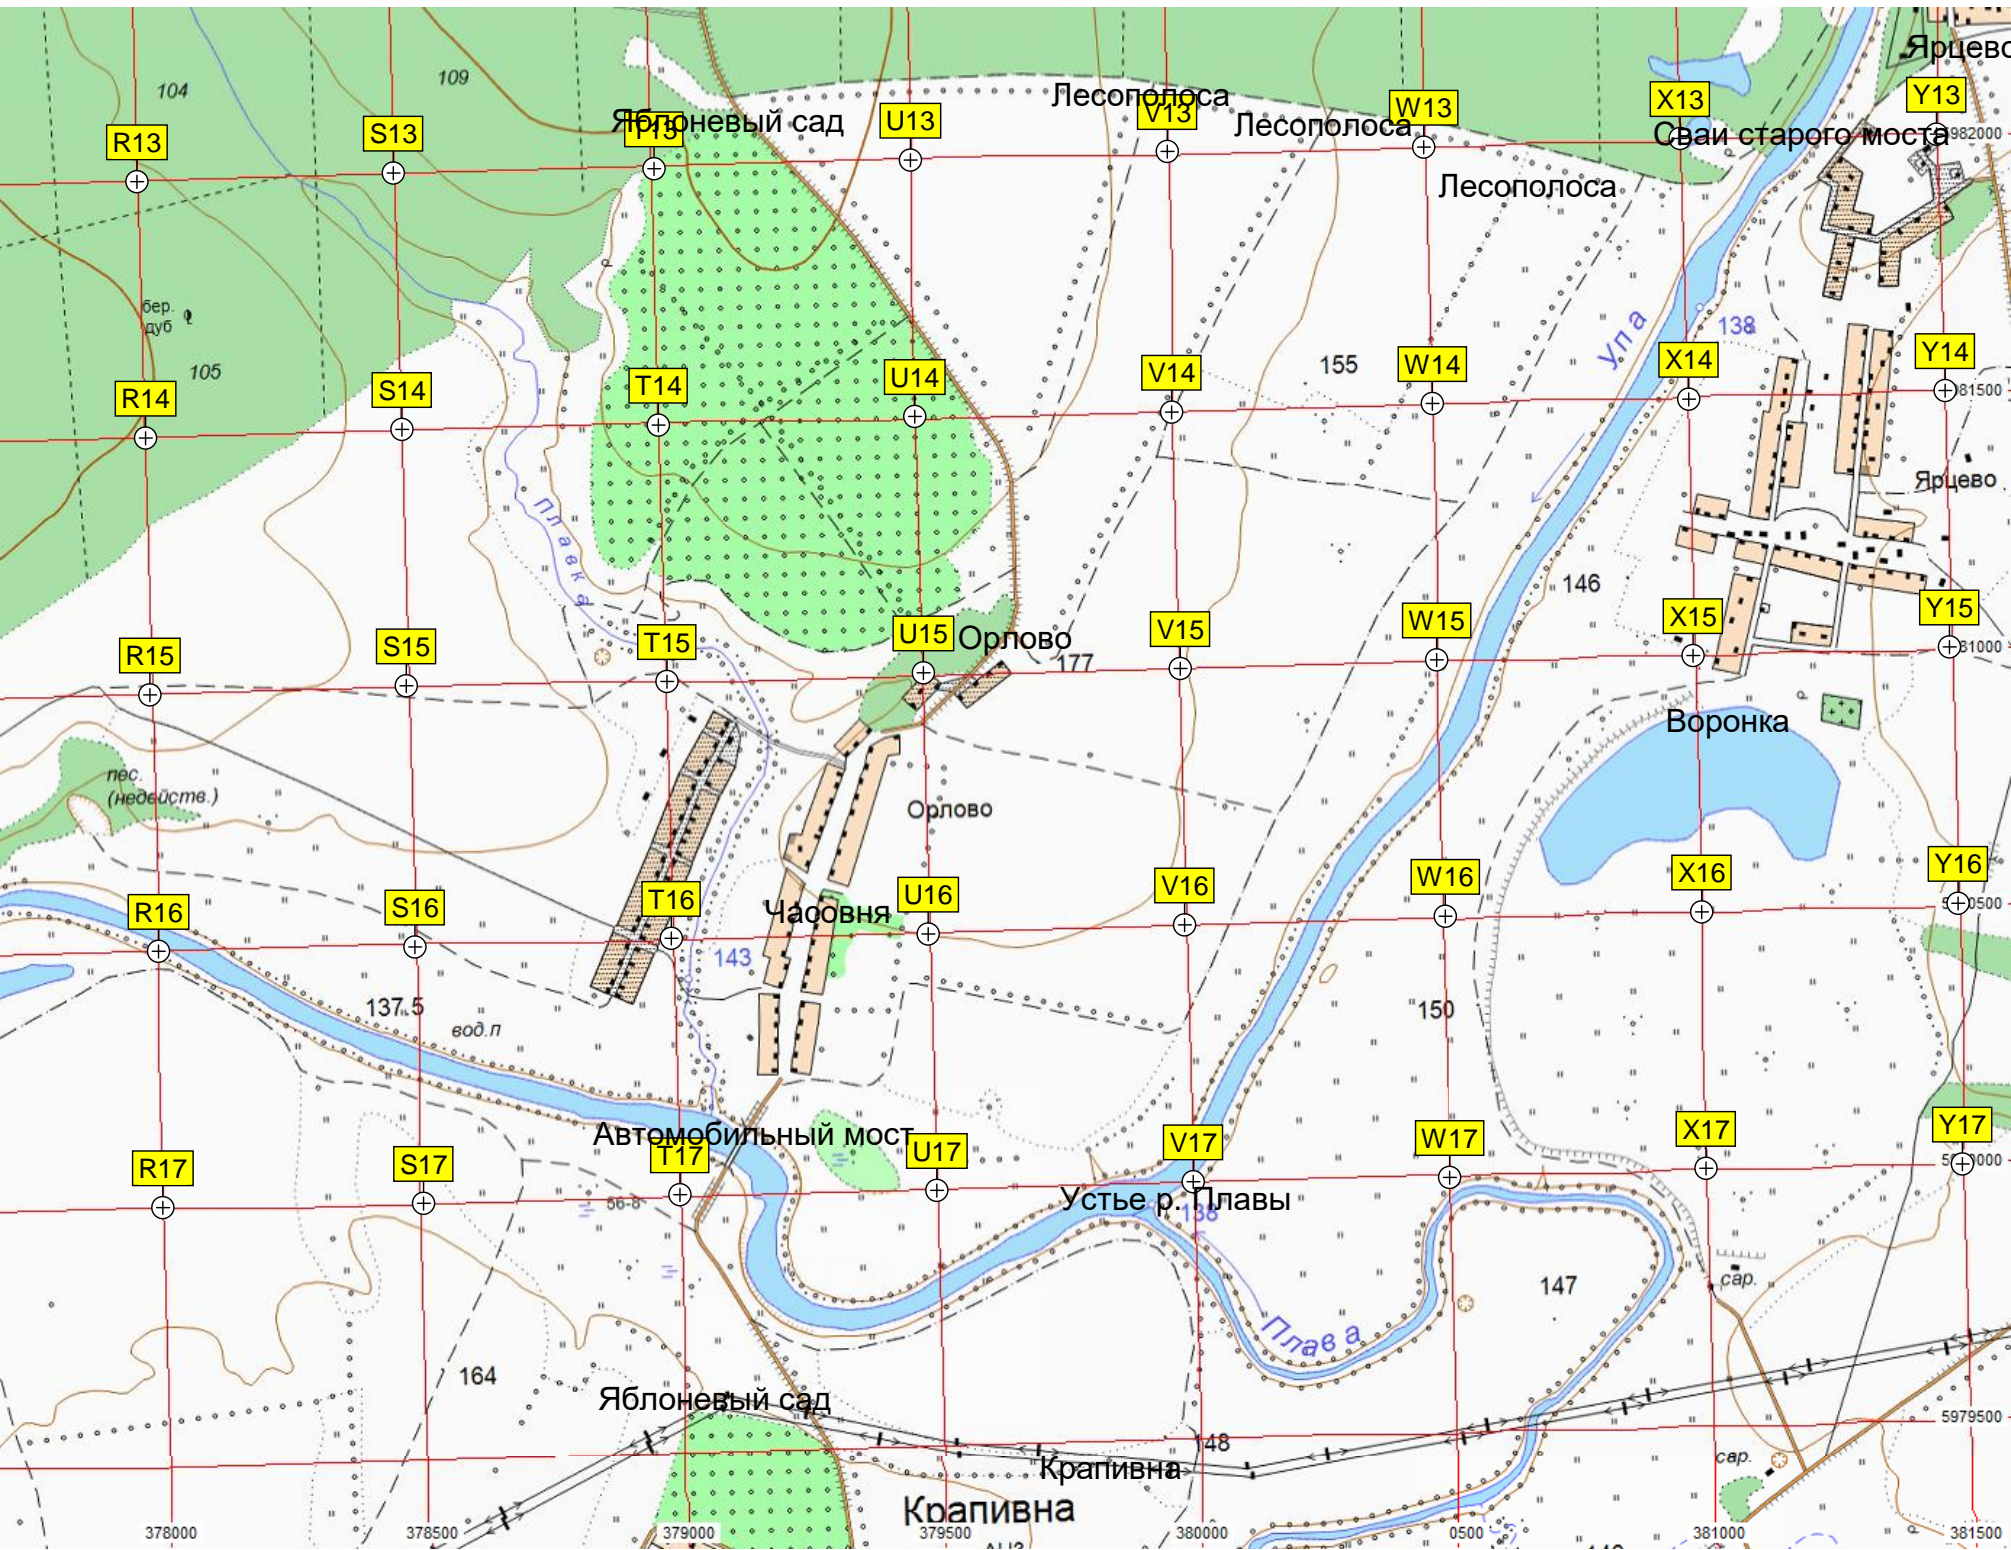 Ярцево
104
109
Лесополоса
Яблоневый сад
Лесополоса
Сваи старого моста
R13
S13
T13
U13
V13
W13
X13
Y13
5982000
Лесополоса
бер.
дуб
105
Упа
138
155
R14
S14
T14
U14
V14
W14
X14
Y14
981500
Ярцево
Плавка
146
R15
S15
T15
U15
Орлово
V15
W15
X15
Y15
177
81000
Воронка
пес.
(недейств.)
Орлово
R16
S16
T16
Часовня
U16
V16
W16
X16
Y16
0500
143
137.5
вод.п
150
Автомобильный мост
R17
S17
T17
U17
V17
W17
X17
Y17
0000
56-8
Устье р. Плавы
138
147
сар.
Плава
164
Яблоневый сад
5979500
148
Крапивна
сар.
Крапивна
378000
378500
379000
379500
380000
0500
381000
381500